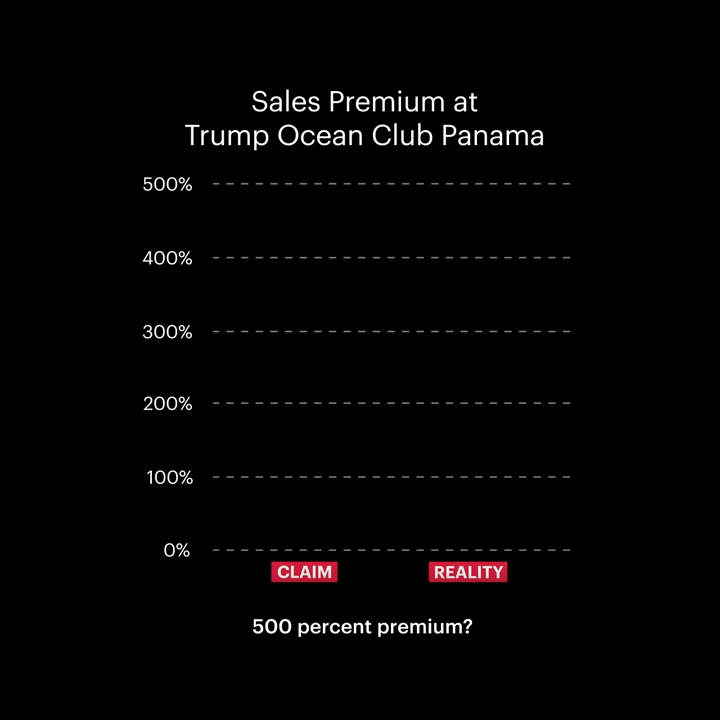 Sales Premium at
Trump Ocean Club Panama
500%
400%
300%
200%
100%
0%
CLAIM REALITY
500 percent premium?